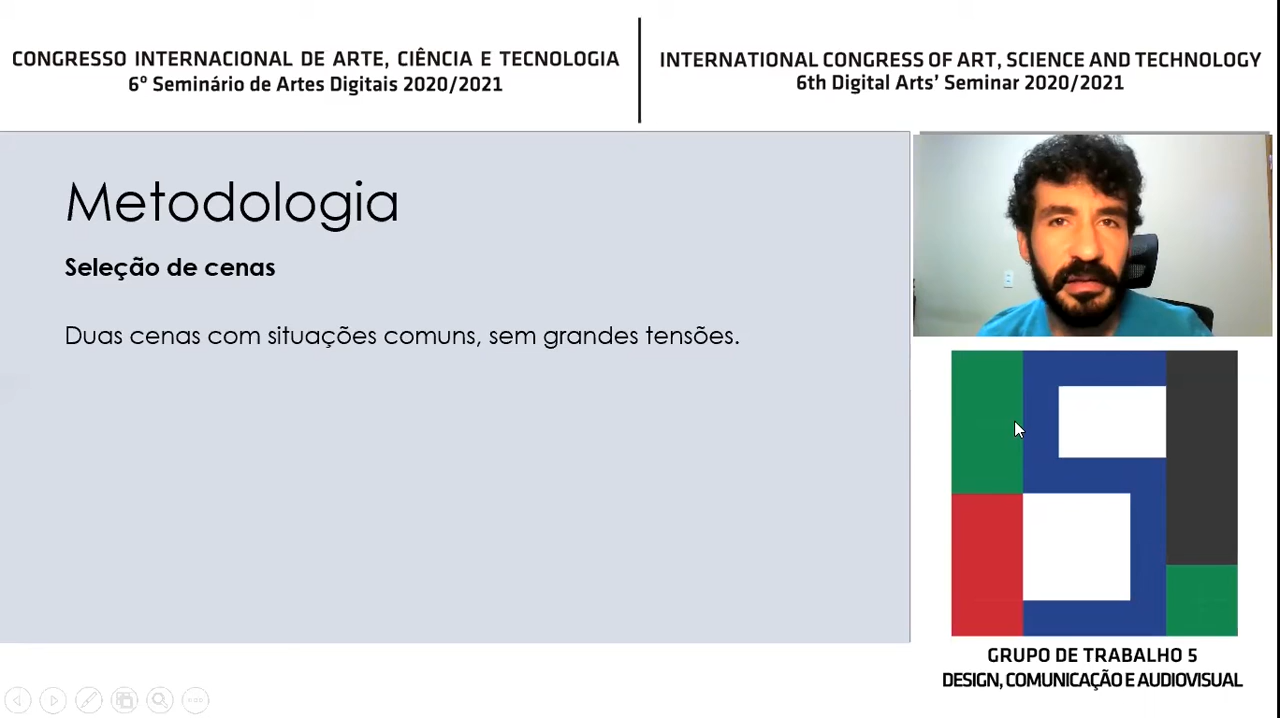 CONGRESSO INTERNACIONAL DE ARTE, CIÊNCIA E TECNOLOGIA
6º Seminário de Artes Digitais 2020/2021
INTERNATIONAL CONGRESS OF ART, SCIENCE AND TECHNOLOGY
6th Digital Arts’ Seminar 2020/2021
Metodologia
Seleção de cenas
Duas cenas com situações comuns, sem grandes tensões.
GRUPO DE TRABALHO 5
DESIGN, COMUNICAÇÃO E AUDIOVISUAL